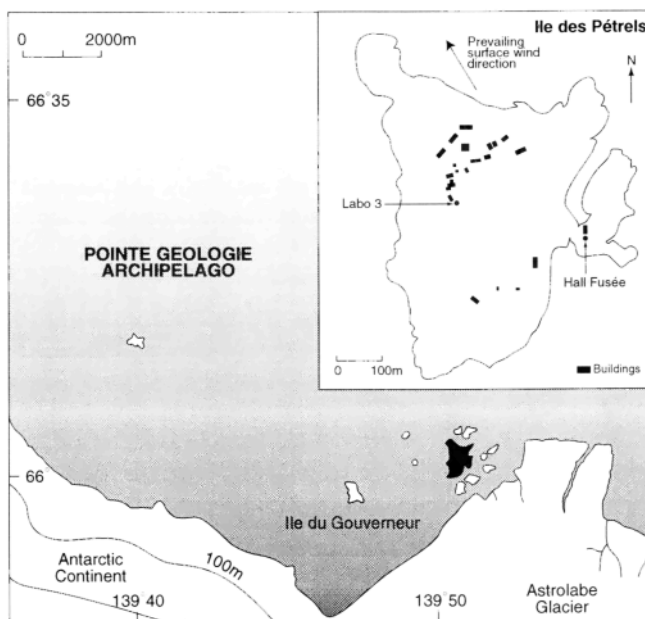 0 2000m
66°35
POINTE GEOLOGIE
ARCHIPELAGO
66°
Ile du Gouverneur
Antarctic
Continent
100m
139°40
139°50
Astrolabe
Glacier
Ile des Pétrels
Prevailing
surface wind
direction
N
Labo 3
Hall Fusée
0 100m
Buildings